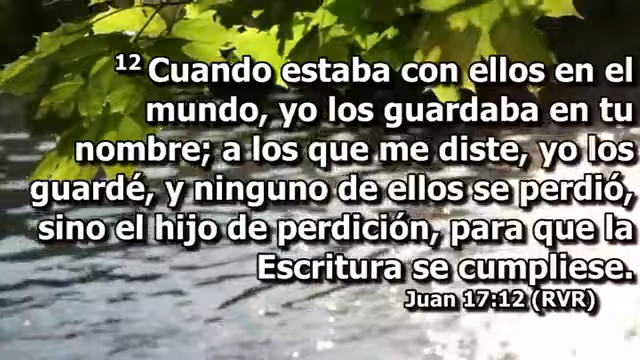 12 Cuando estaba con ellos en el
mundo, yo los guardaba en tu
nombre; a los que me diste, yo los
guardé, y ninguno de ellos se perdió,
sino el hijo de perdición, para que la
Escritura se cumpliese.
Juan 17:12 (RVR)